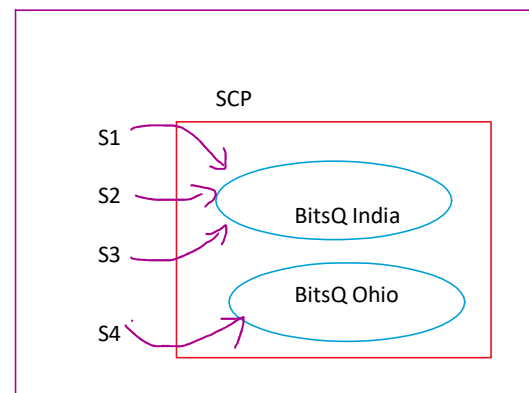 SCP
S1
S2
BitsQ India
S3
BitsQ Ohio
S4